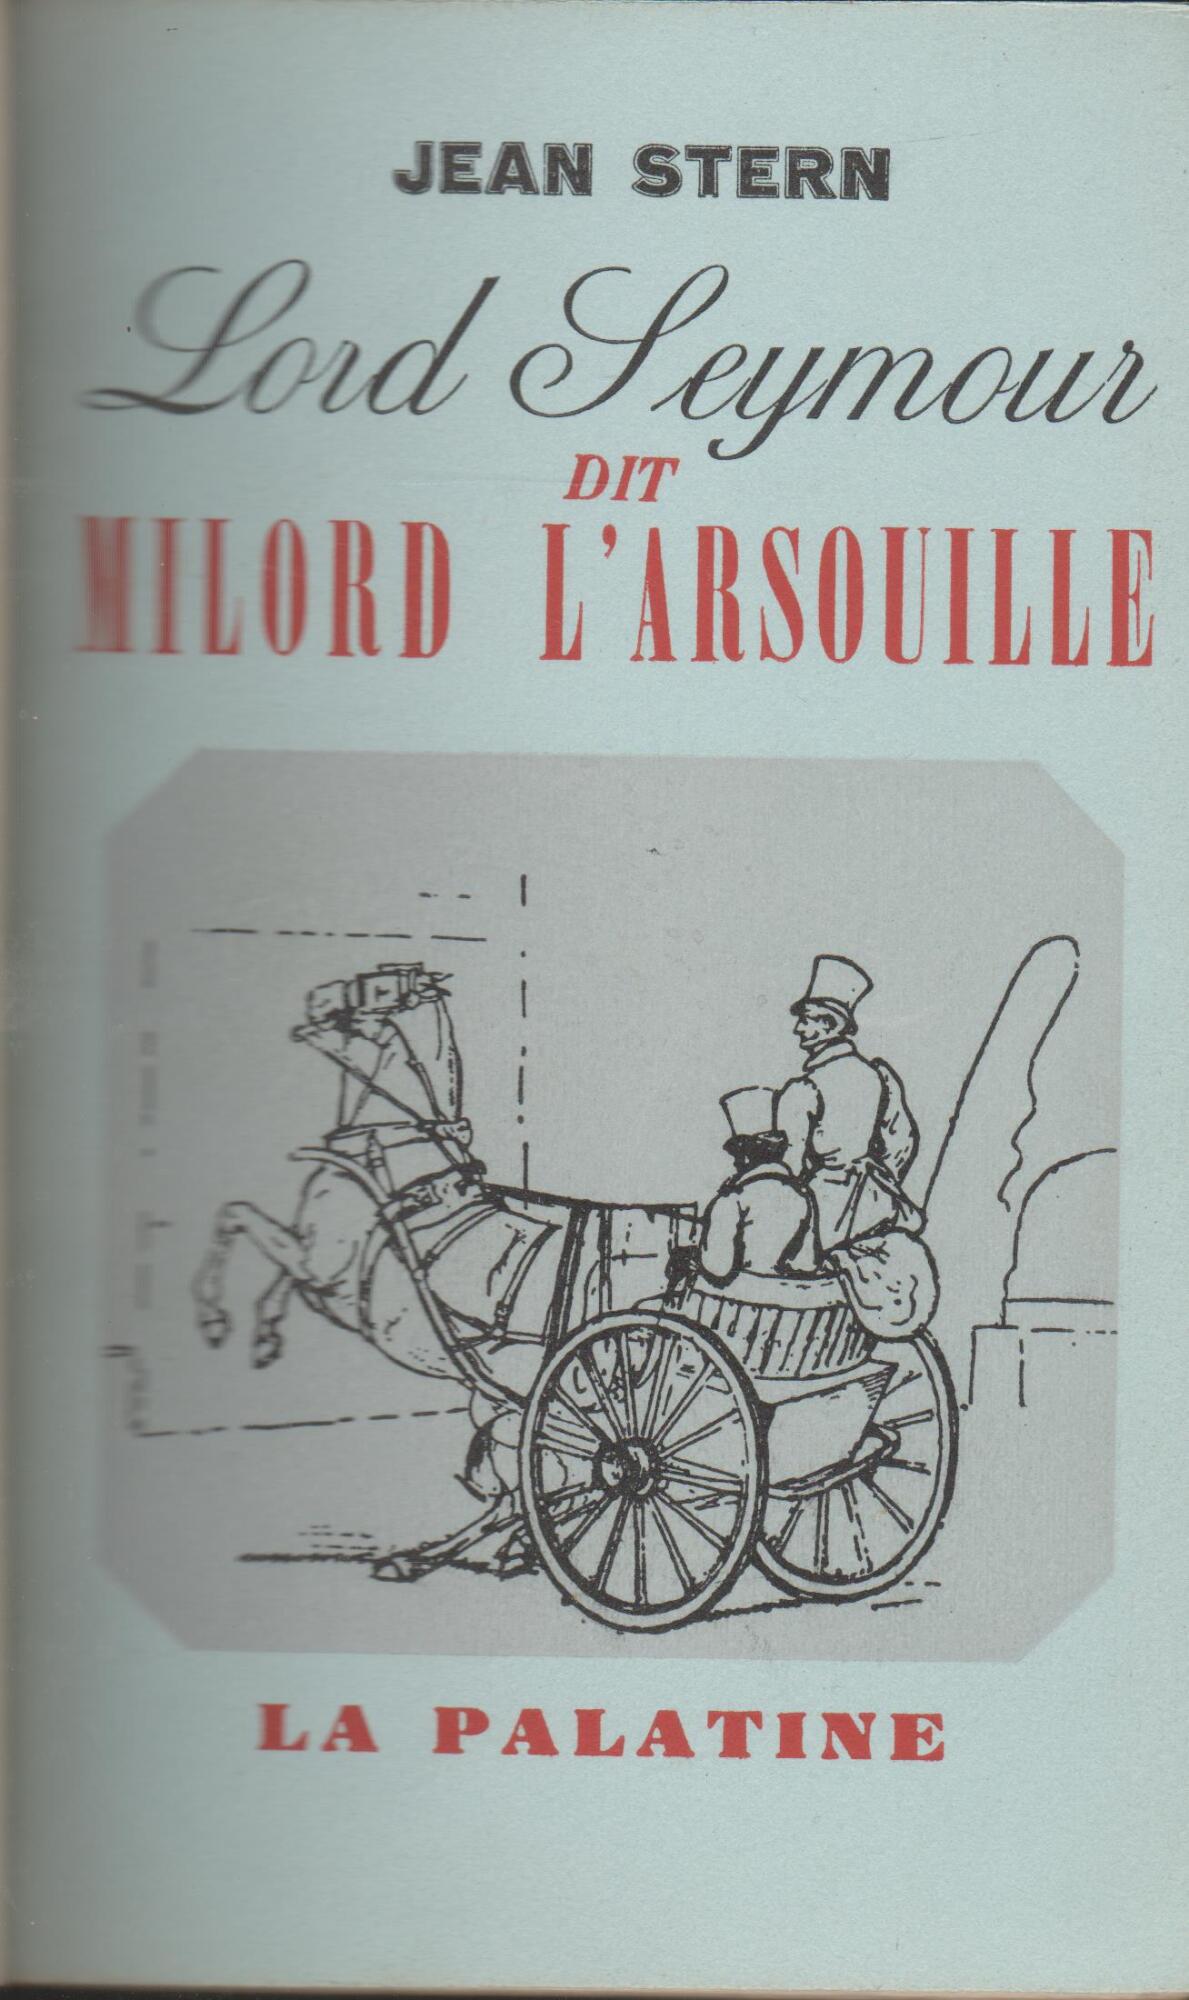 JEAN STERN
Lord Seymour
DIT
MILORD L'ARSOUILLE
LA PALATINE